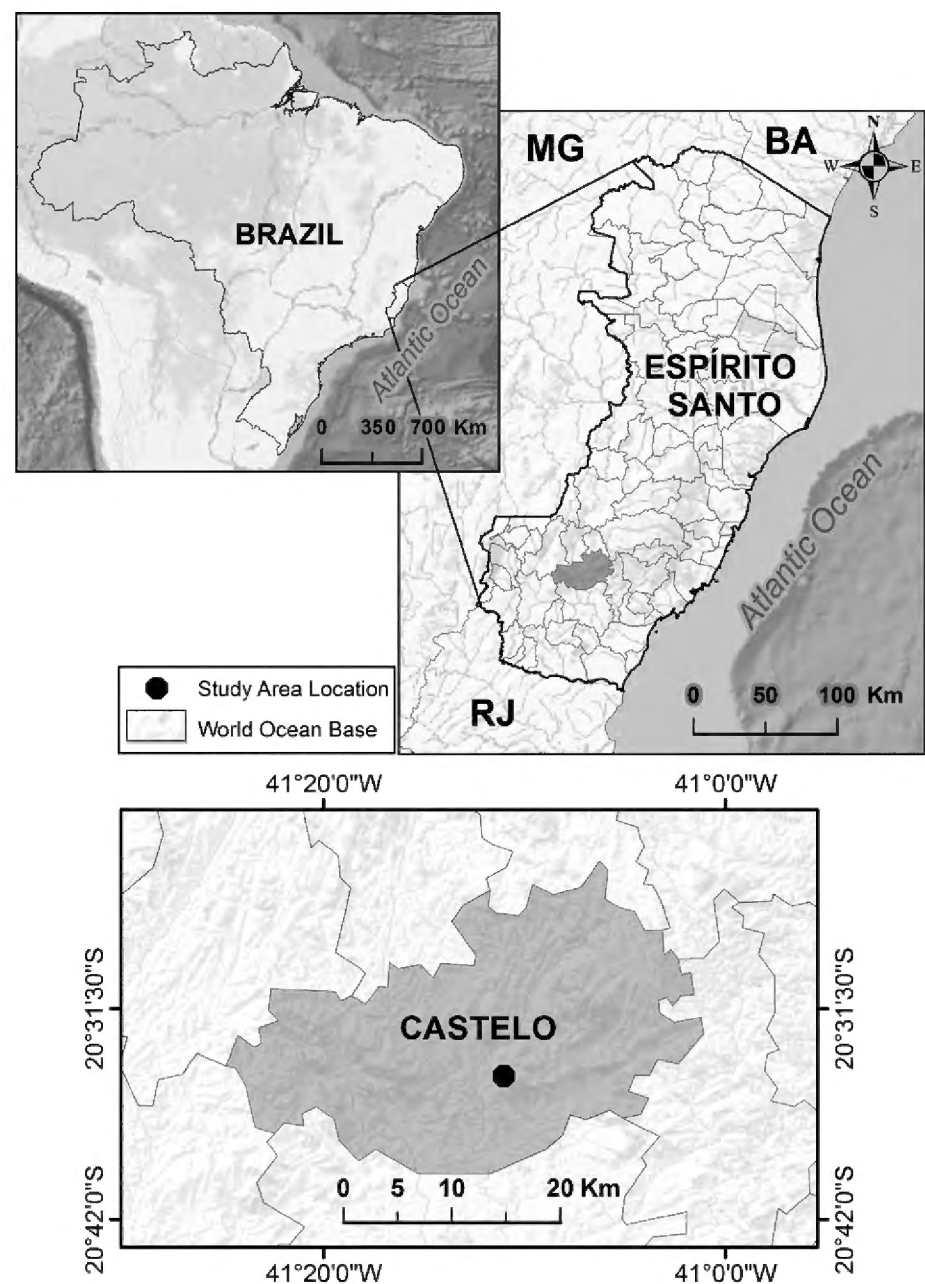 BRAZIL
Atlantic Ocean
0 350 700 Km
MG
BA
N
W E
S
ESPÍRITO
SANTO
Atlantic Ocean
RJ
0 50 100 Km
Study Area Location
World Ocean Base
41°20'0"W 41°0'0"W
20°31'30"S 20°31'30"S
CASTELO
0 5 10 20 Km
20°42'0"S 20°42'0"S
41°20'0"W 41°0'0"W